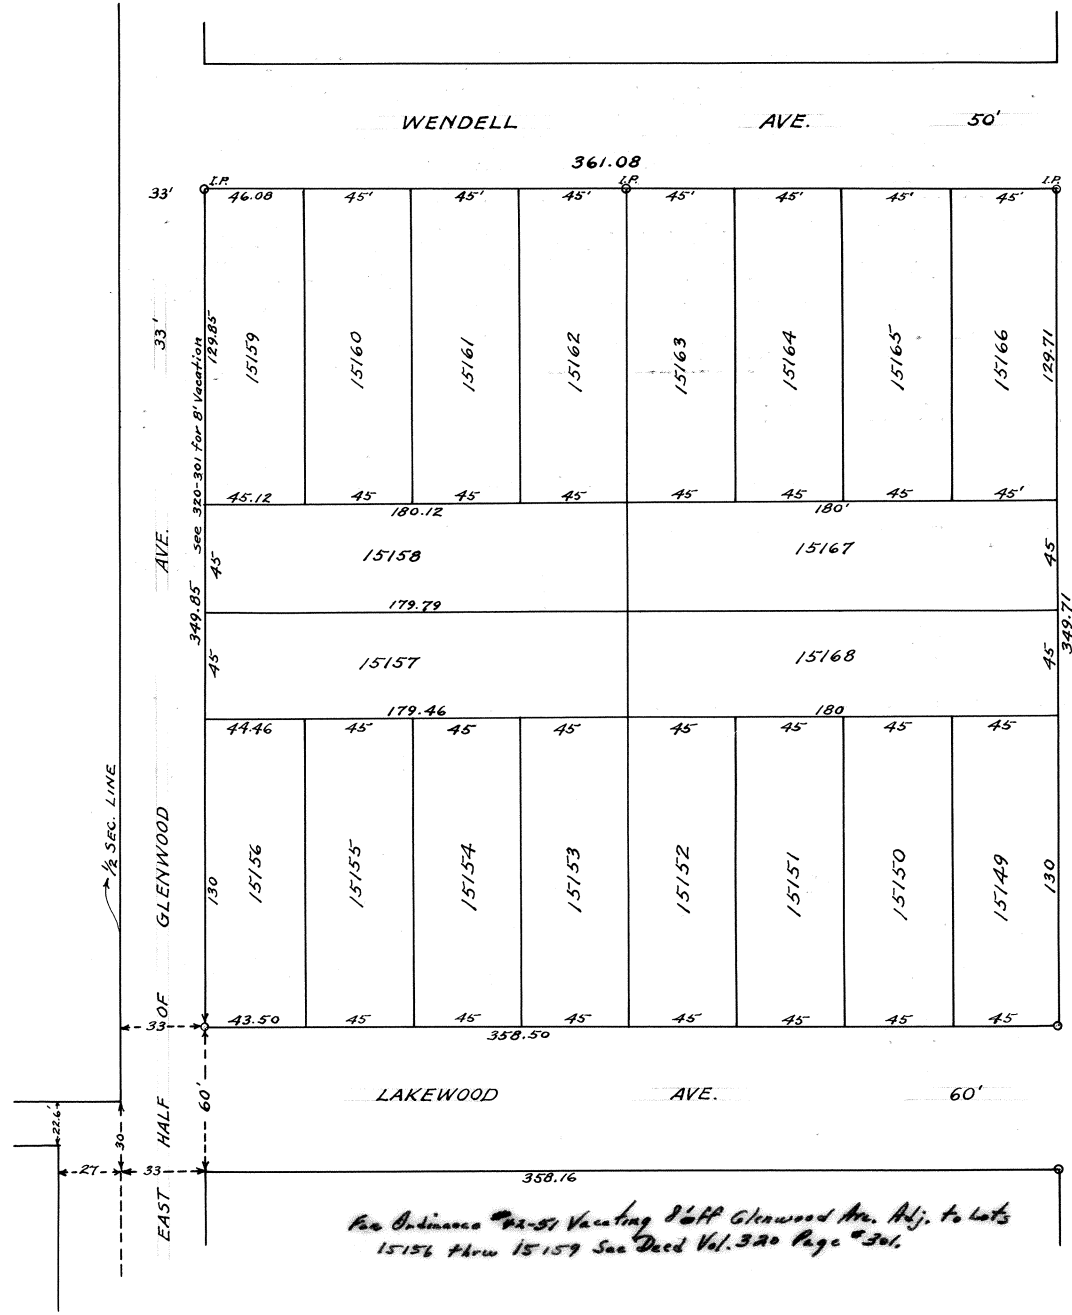 WENDELL AVE. 50'
361.08
33' I.P. I.P. I.P.
46.08 45' 45' 45' 45' 45' 45' 45'
33'
129.85
15159 15160 15161 15162 15163 15164 15165 15166
129.71
see 320-301 for 8' Vacation
45.12 45 45 45 45 45 45 45'
180.12 180'
45 15158 15167 45
349.85 349.71
179.79
45 15157 15168 45
179.46 180
44.46 45 45 45 45 45 45 45
1/2 SEC. LINE
EAST HALF OF GLENWOOD AVE.
130 15156 15155 15154 15153 15152 15151 15150 15149 130
33 43.50 45 45 45 45 45 45 45
358.50
LAKEWOOD AVE. 60'
60'
22.6'
30
27 33
358.16
For Ordinance #42-51 Vacating 8' off Glenwood Ave. Adj. to Lots
15156 thru 15159 See Deed Vol. 320 Page #301.